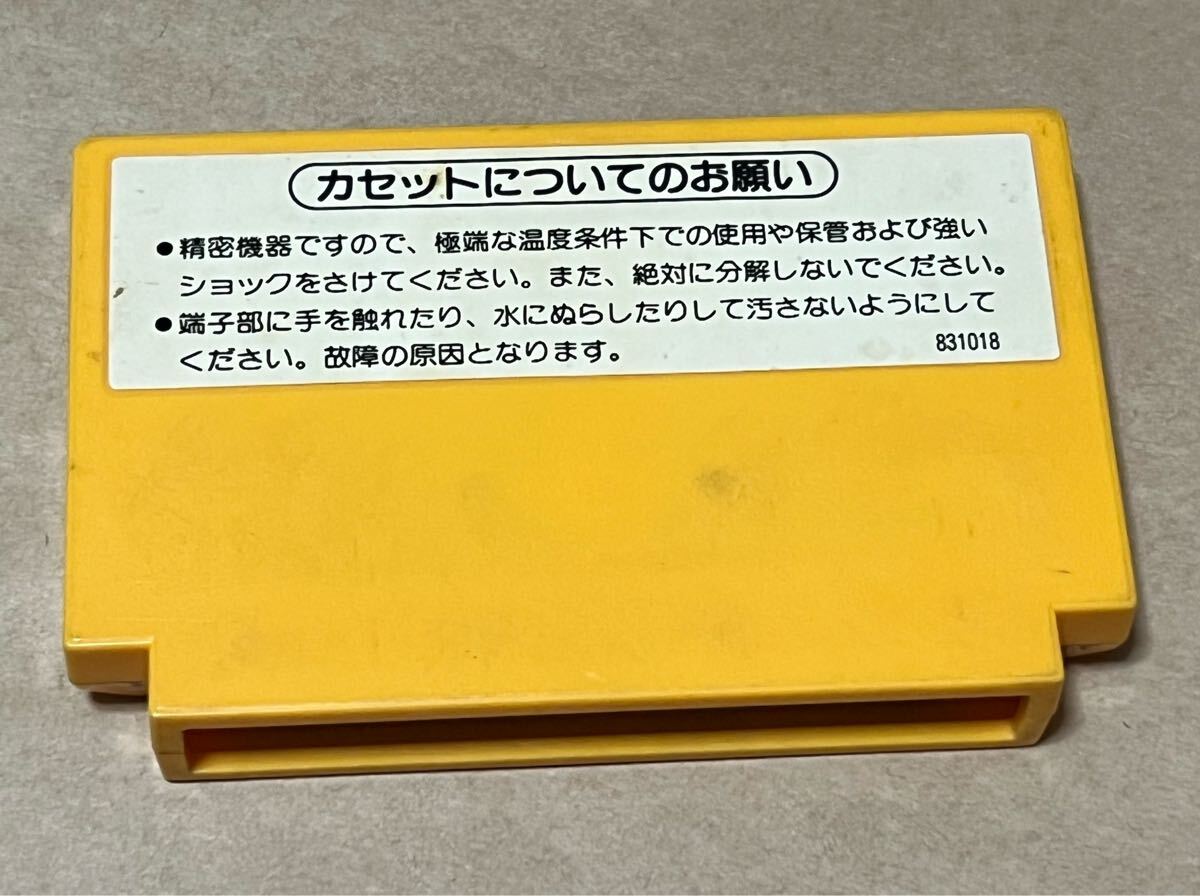 カセットについてのお願い
●精密機器ですので、極端な温度条件下での使用や保管および強い
ショックをさけてください。また、絶対に分解しないでください。
●端子部に手を触れたり、水にぬらしたりして汚さないようにして
ください。故障の原因となります。
831018